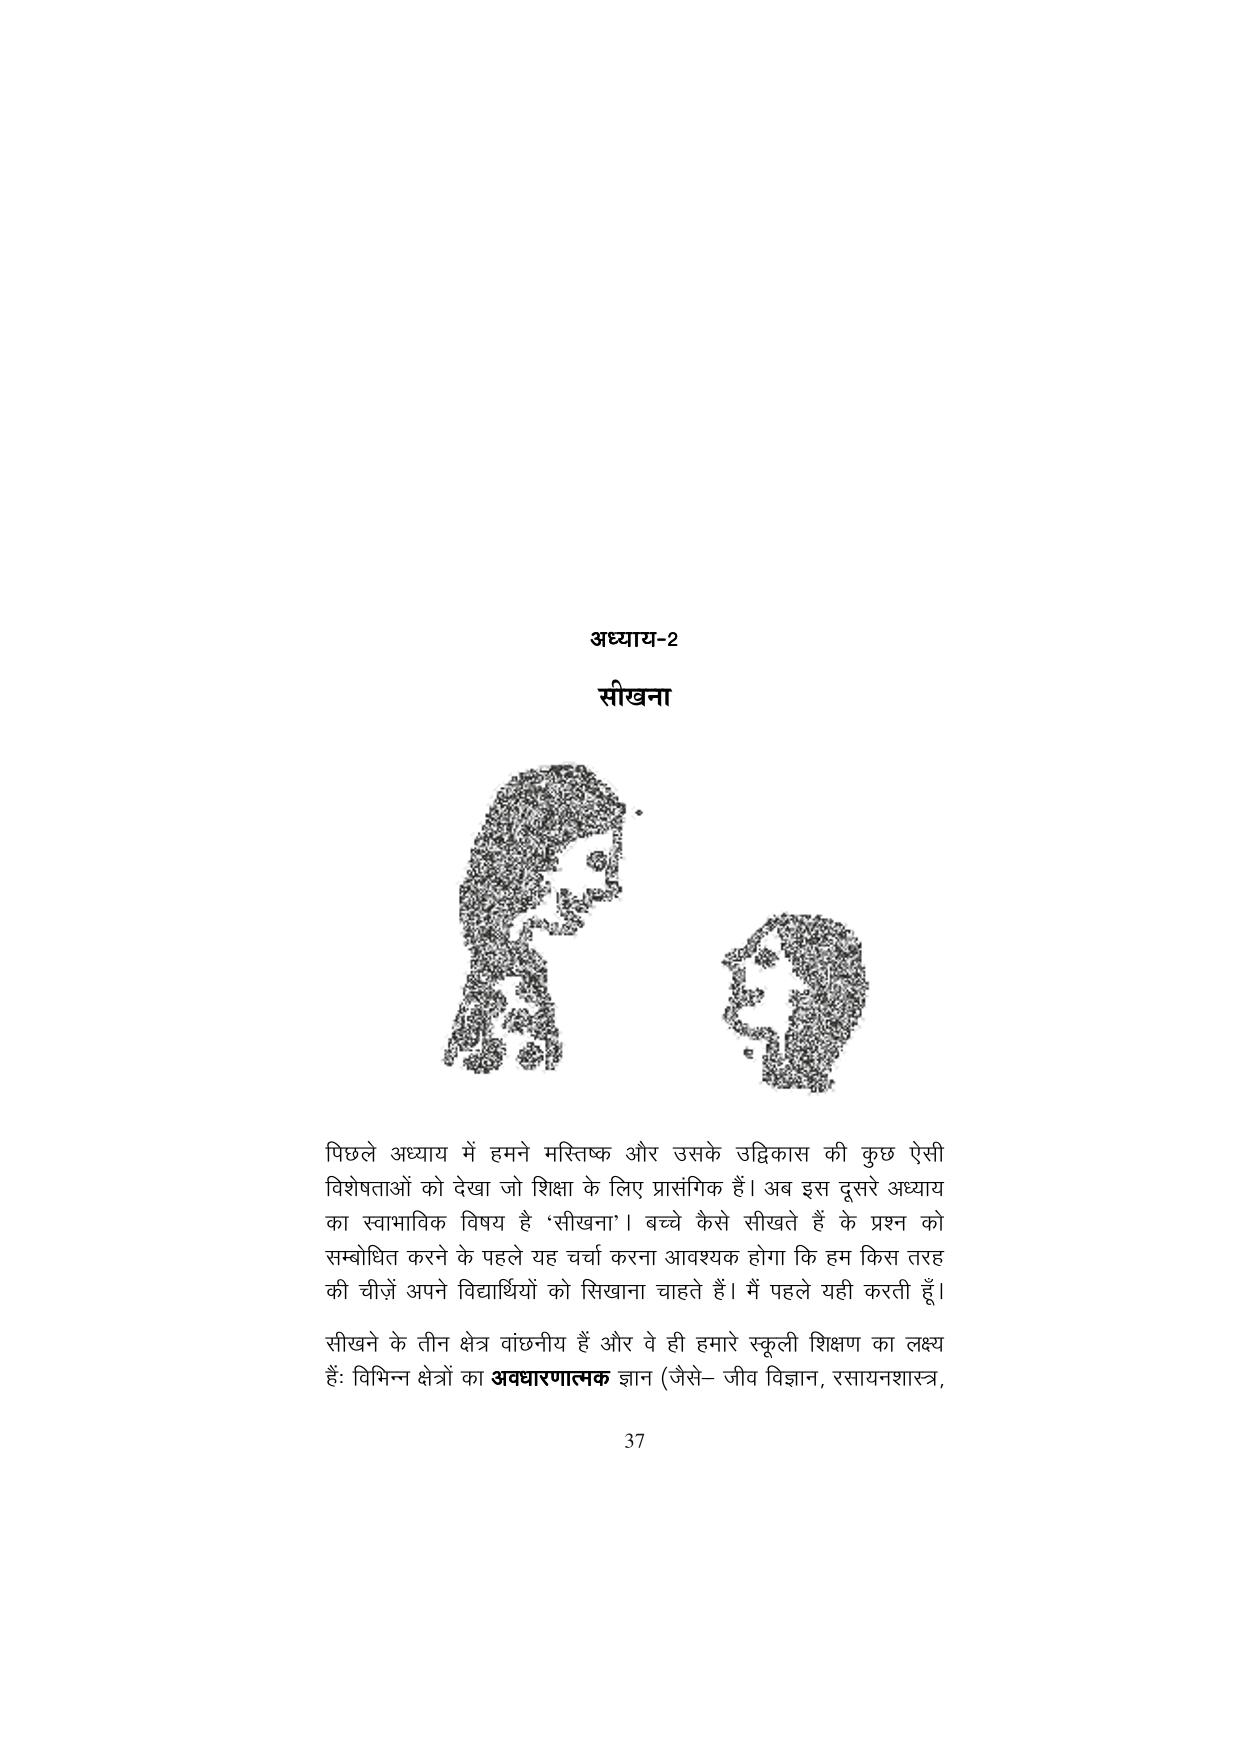 अध्याय-2
सीखना
पिछले अध्याय में हमने मस्तिष्क और उसके उद्विकास की कुछ ऐसी
विशेषताओं को देखा जो शिक्षा के लिए प्रासंगिक हैं। अब इस दूसरे अध्याय
का स्वाभाविक विषय है ‘सीखना’। बच्चे कैसे सीखते हैं के प्रश्न को
सम्बोधित करने के पहले यह चर्चा करना आवश्यक होगा कि हम किस तरह
की चीज़ें अपने विद्यार्थियों को सिखाना चाहते हैं। मैं पहले यही करती हूँ।
सीखने के तीन क्षेत्र वांछनीय हैं और वे ही हमारे स्कूली शिक्षण का लक्ष्य
हैंः विभिन्न क्षेत्रों का अवधारणात्मक ज्ञान (जैसे– जीव विज्ञान, रसायनशास्त्र,
37